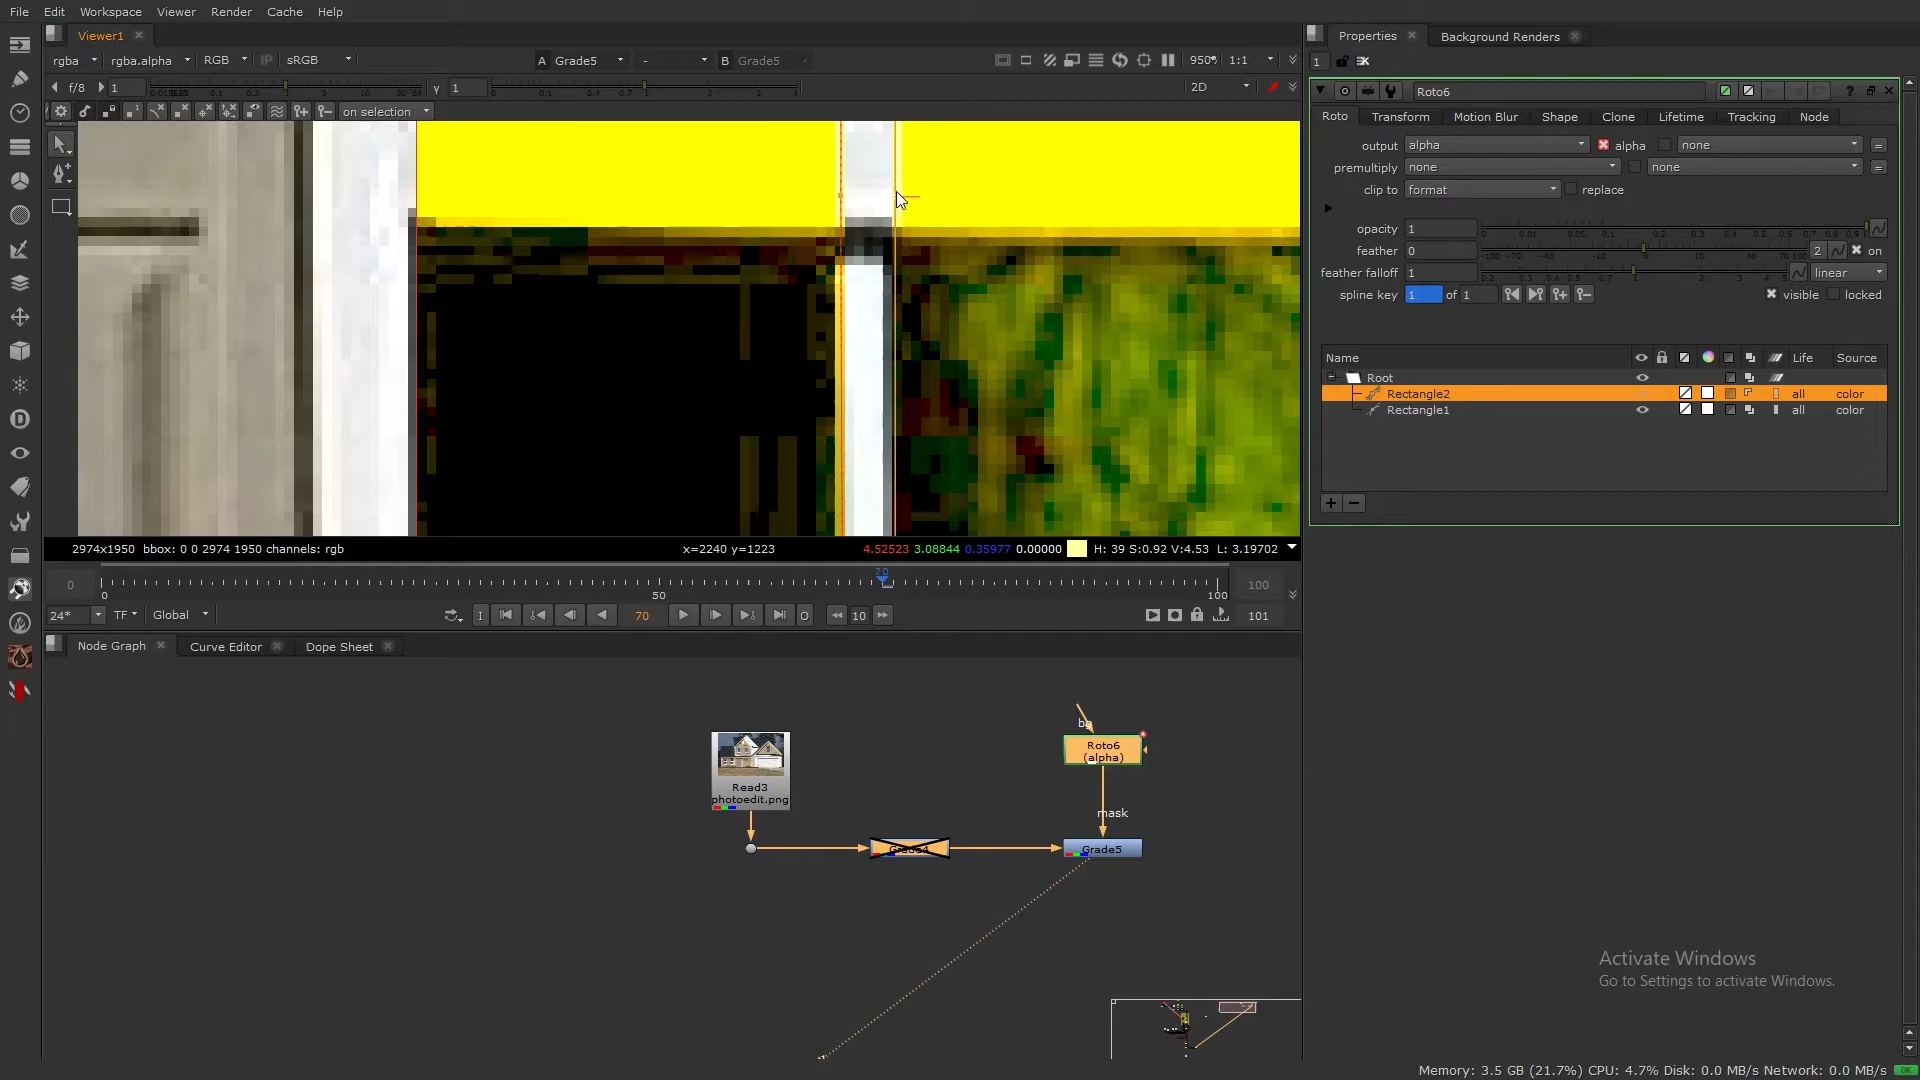 File Edit Workspace Viewer Render Cache Help
Viewer1
Properties Background Renders
rgba rgba.alpha RGB IP sRGB A Grade5 - B Grade5 950% 1:1
1
f/8 1 y 1 2D
Roto6
on selection
Roto Transform Motion Blur Shape Clone Lifetime Tracking Node
output alpha alpha none =
premultiply none none =
clip to format replace
opacity 1
feather 0 2 on
feather falloff 1 linear
spline key 1 of 1 visible locked
Name Life Source
Root
Rectangle2 all color
Rectangle1 all color
2974x1950 bbox: 0 0 2974 1950 channels: rgb x=2240 y=1223 4.52523 3.08844 0.35977 0.00000 H: 39 S:0.92 V:4.53 L: 3.19702
0 70 100
0 50 100
24* TF Global I 70 O 10 101
Node Graph Curve Editor Dope Sheet
bg
Roto6
(alpha)
Read3
photoedit.png
mask
Grade5
Activate Windows
Go to Settings to activate Windows.
Memory: 3.5 GB (21.7%) CPU: 4.7% Disk: 0.0 MB/s Network: 0.0 MB/s OK